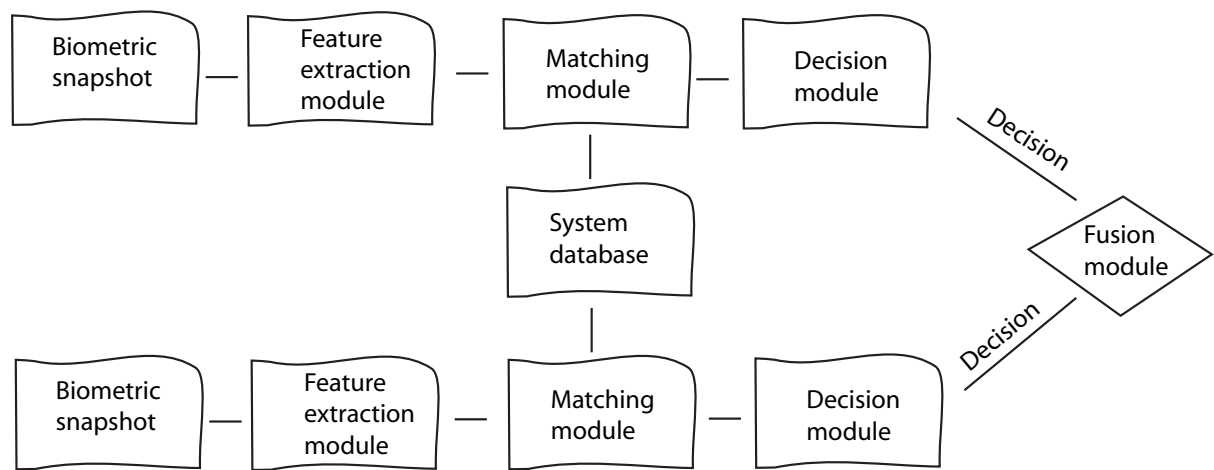 Biometric
snapshot
Feature
extraction
module
Matching
module
Decision
module
Decision
System
database
Fusion
module
Decision
Biometric
snapshot
Feature
extraction
module
Matching
module
Decision
module